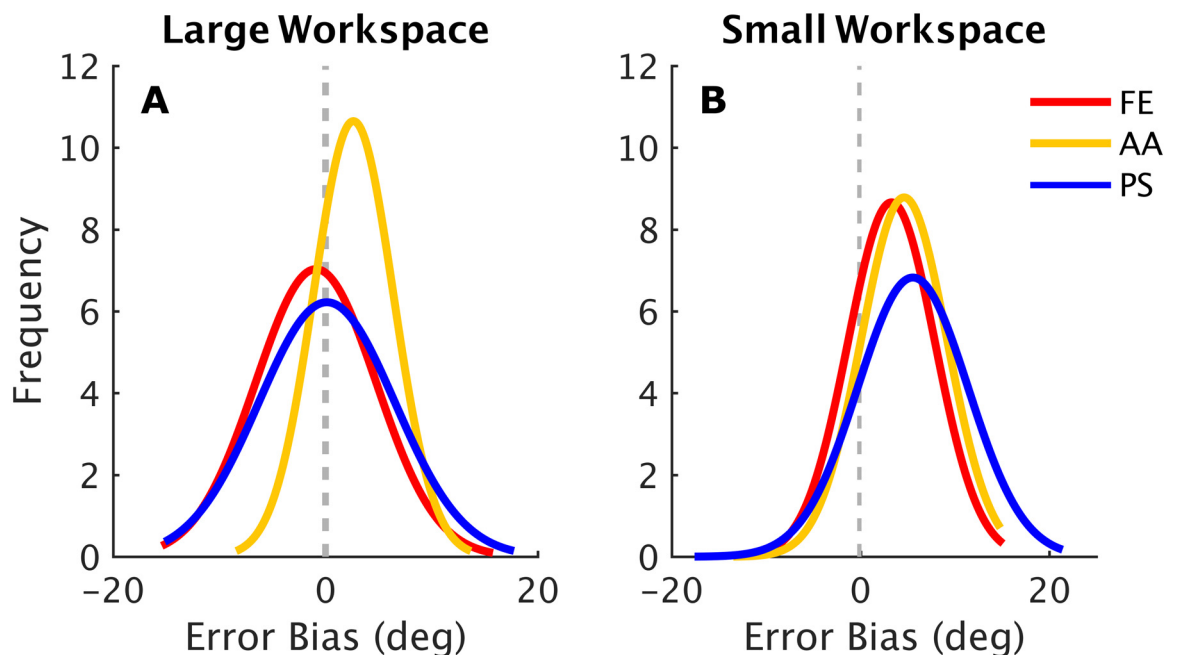 Large Workspace
Small Workspace
A
B
FE
AA
PS
Frequency
12
10
8
6
4
2
0
–20
0
20
Error Bias (deg)
12
10
8
6
4
2
0
–20
0
20
Error Bias (deg)